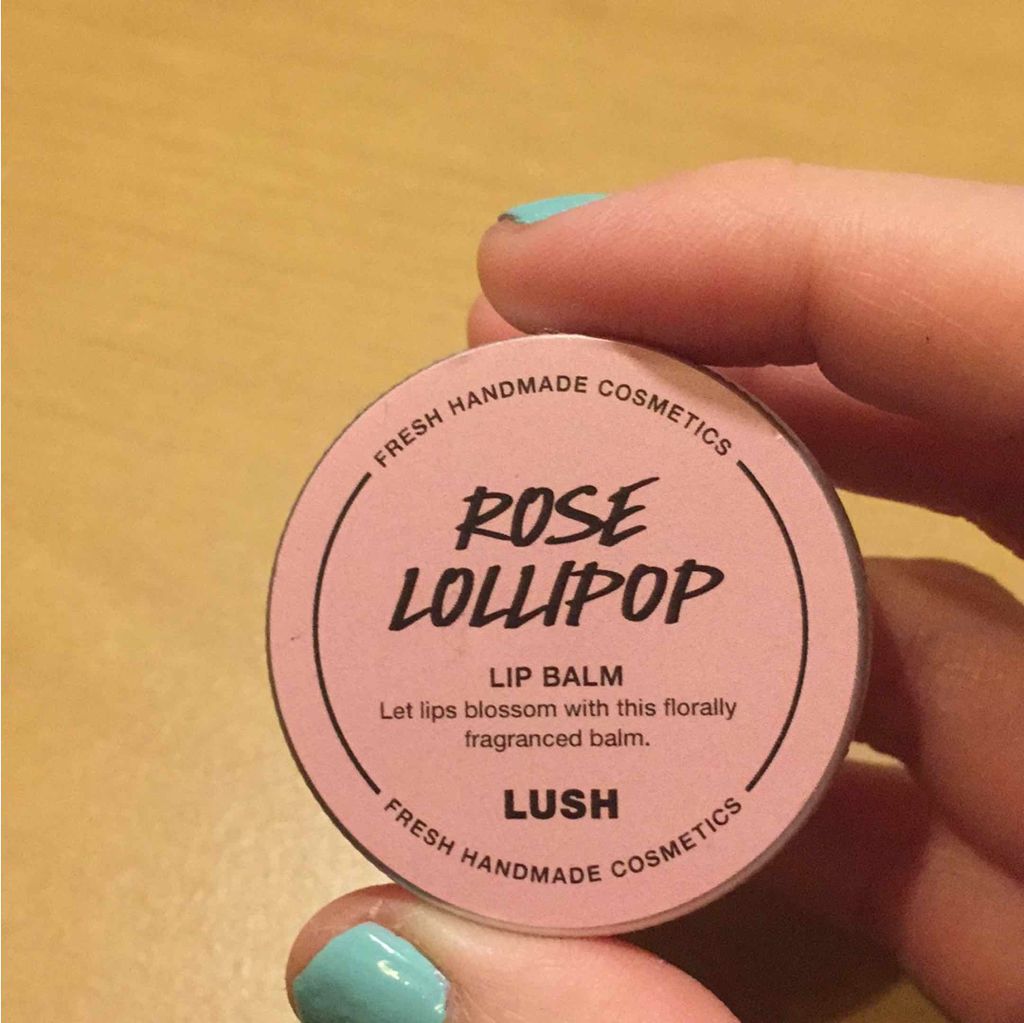 FRESH HANDMADE COSMETICS
ROSE
LOLLIPOP
LIP BALM
Let lips blossom with this florally
fragranced balm.
LUSH
FRESH HANDMADE COSMETICS